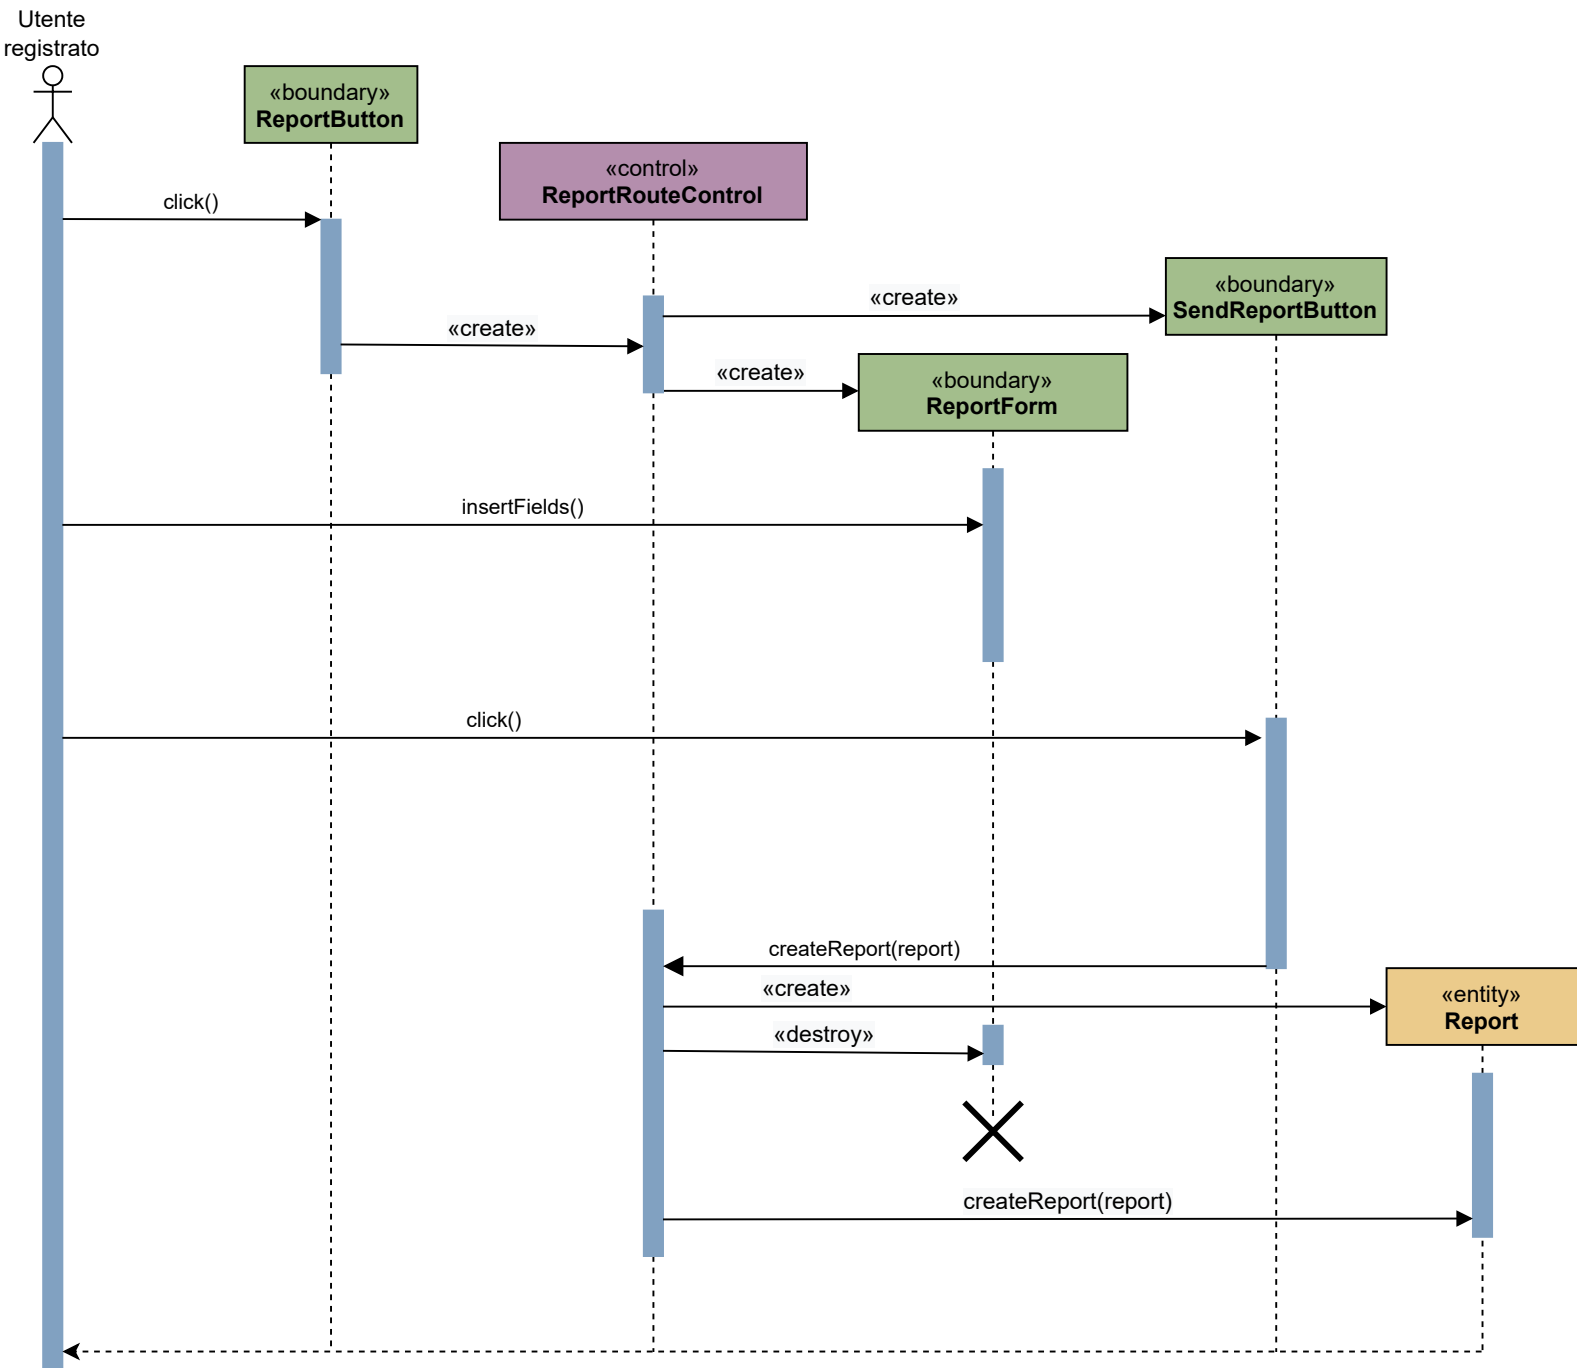 Utente
registrato
«boundary»
ReportButton
«control»
ReportRouteControl
click()
«boundary»
SendReportButton
«create»
«create»
«create»
«boundary»
ReportForm
insertFields()
click()
createReport(report)
«create»
«entity»
Report
«destroy»
createReport(report)